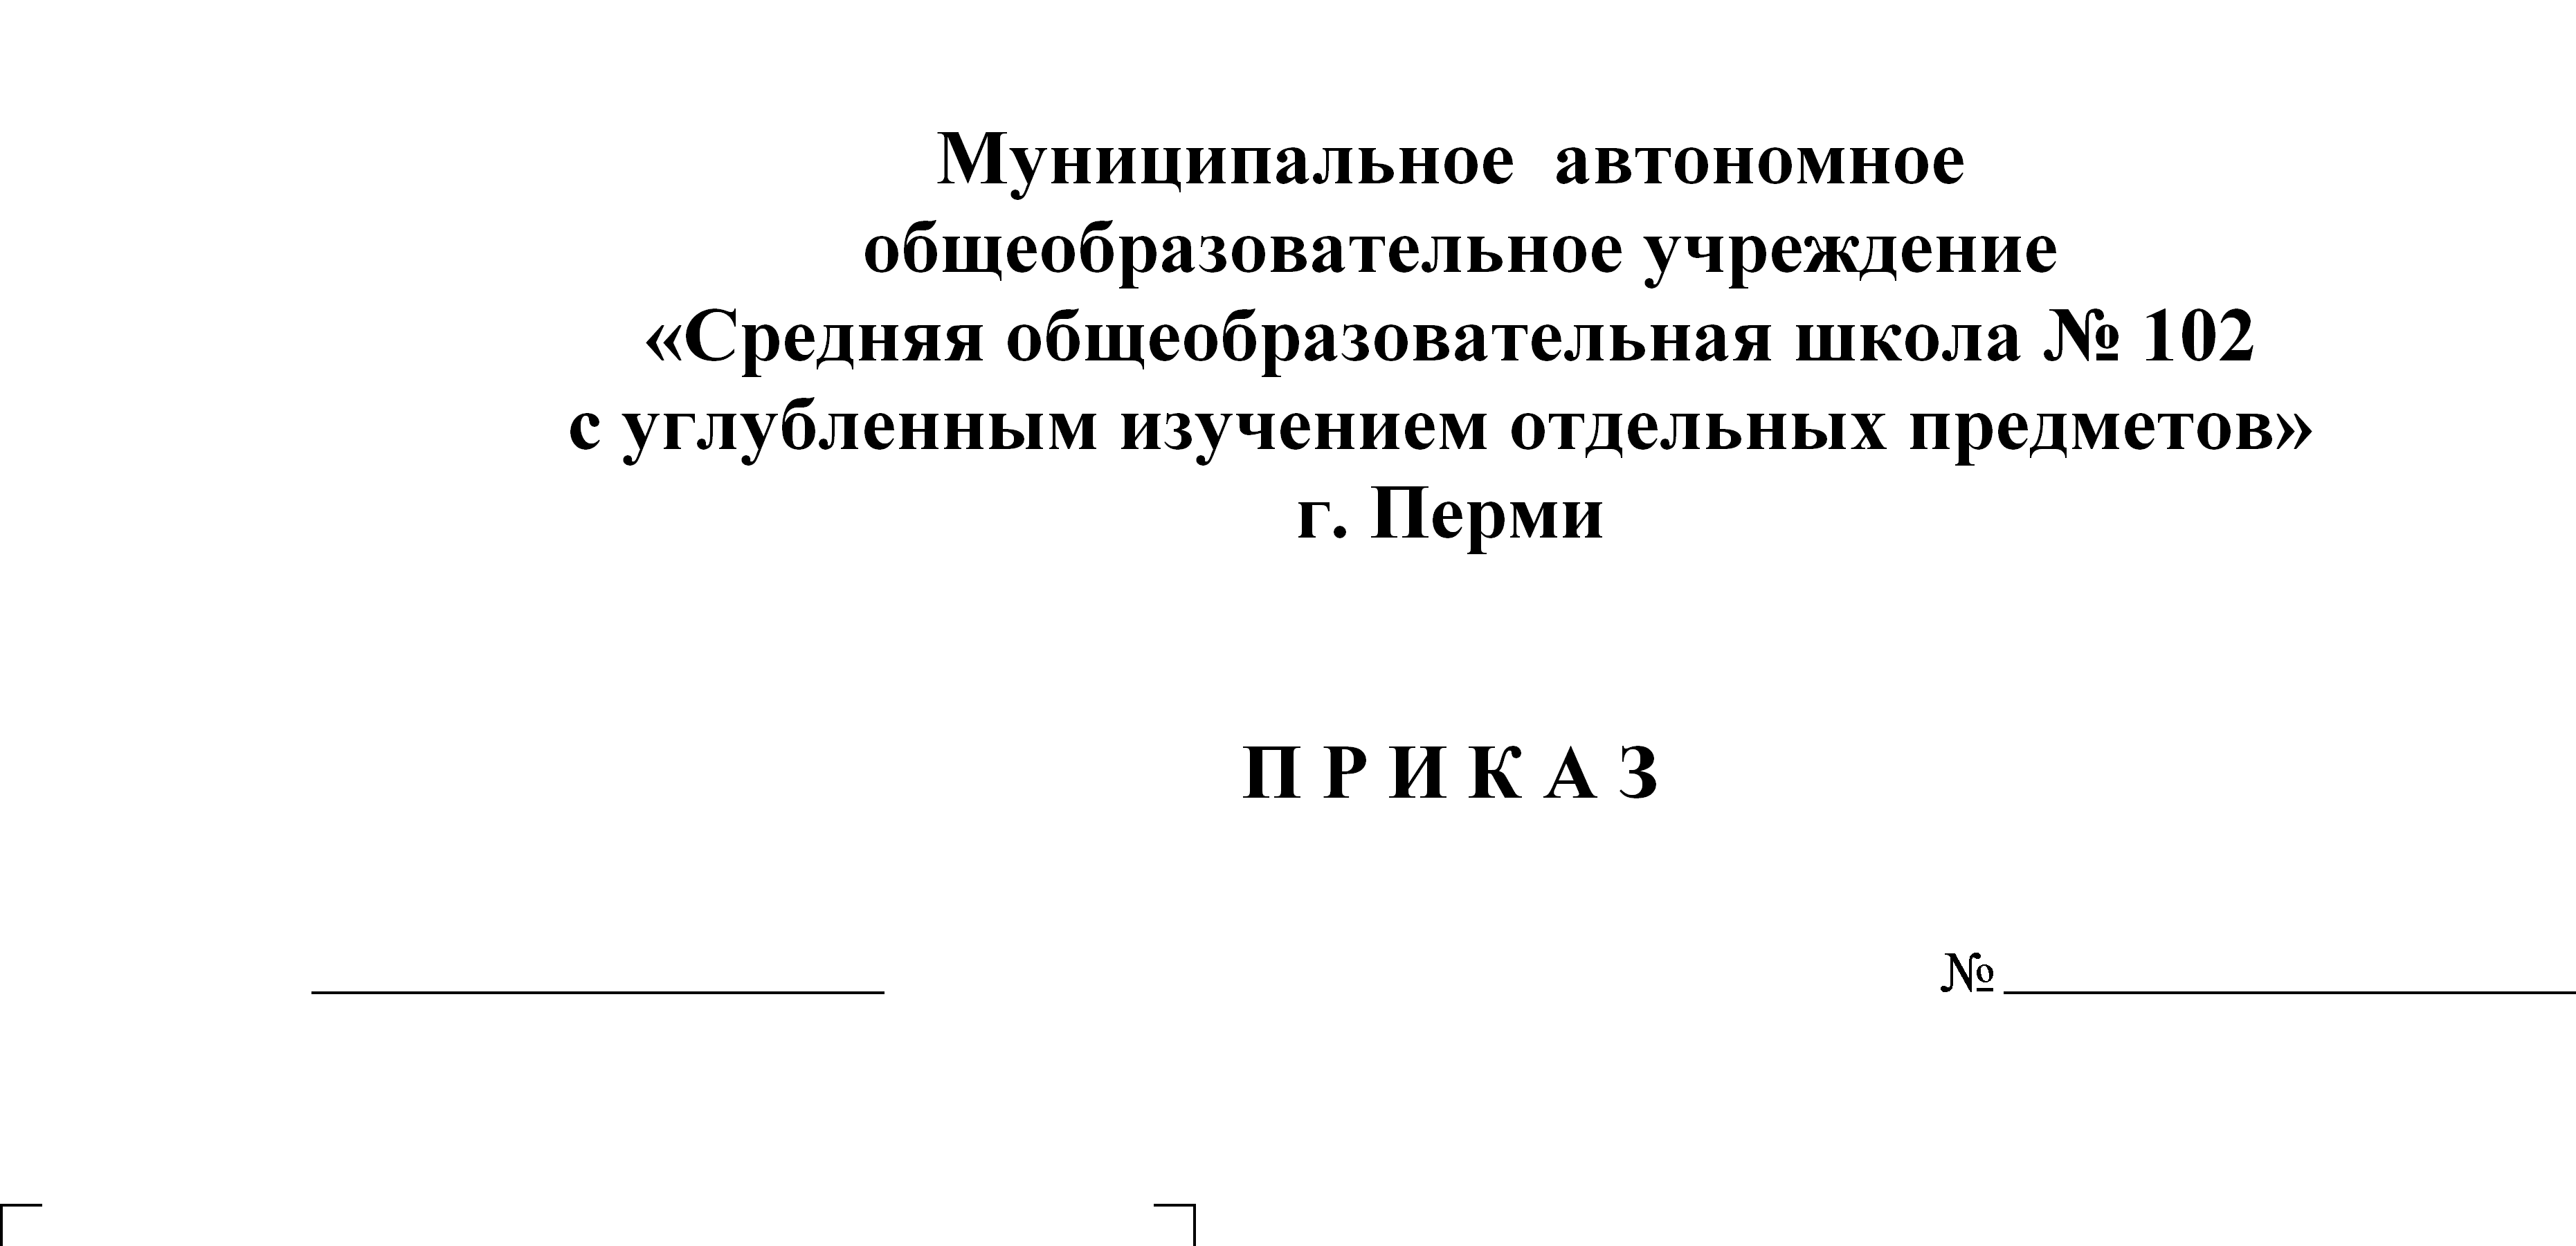 Муниципальное автономное
общеобразовательное учреждение
«Средняя общеобразовательная школа № 102
с углубленным изучением отдельных предметов»
г. Перми
П Р И К А З
№